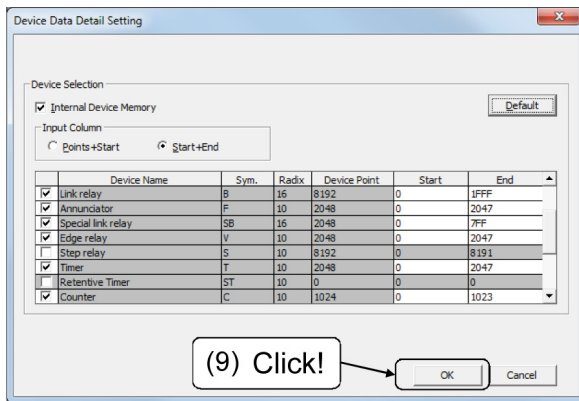 Device Data Detail Setting
Device Selection
Internal Device Memory
Default
Input Column
Points+Start Start+End
Device Name Sym. Radix Device Point Start End
Link relay B 16 8192 0 1FFF
Annunciator F 10 2048 0 2047
Special link relay SB 16 2048 0 7FF
Edge relay V 10 2048 0 2047
Step relay S 10 8192 0 8191
Timer T 10 2048 0 2047
Retentive Timer ST 10 0 0 0
Counter C 10 1024 0 1023
(9) Click!
OK Cancel